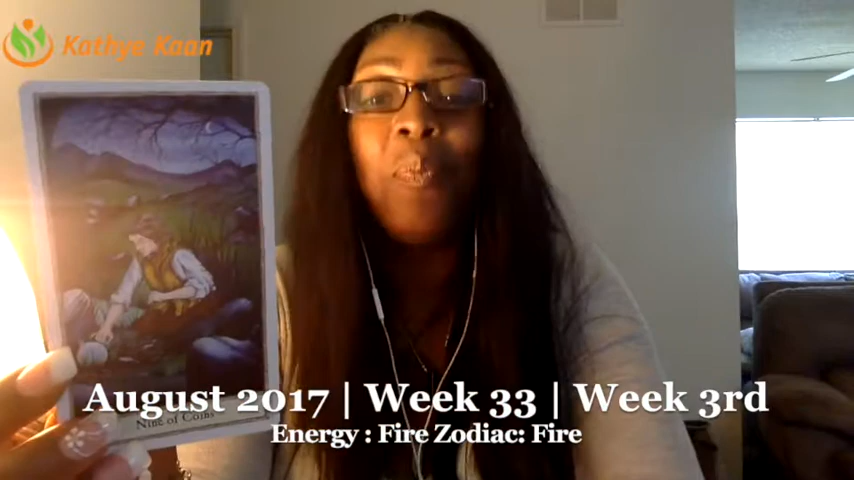 Kathye Kaan
Nine of Coins
August 2017 | Week 33 | Week 3rd
Energy : Fire Zodiac: Fire